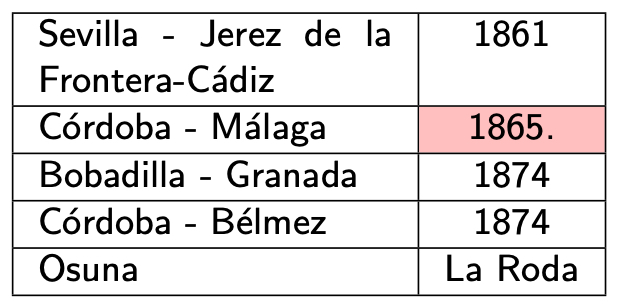 Sevilla - Jerez de la 1861
Frontera-Cádiz
Córdoba - Málaga 1865.
Bobadilla - Granada 1874
Córdoba - Bélmez 1874
Osuna La Roda